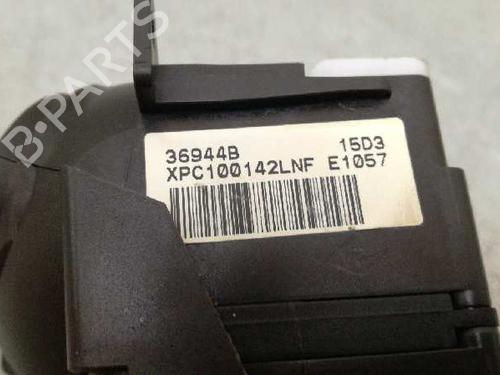 B-PARTS
36944B 15D3
XPC100142LNF E1057